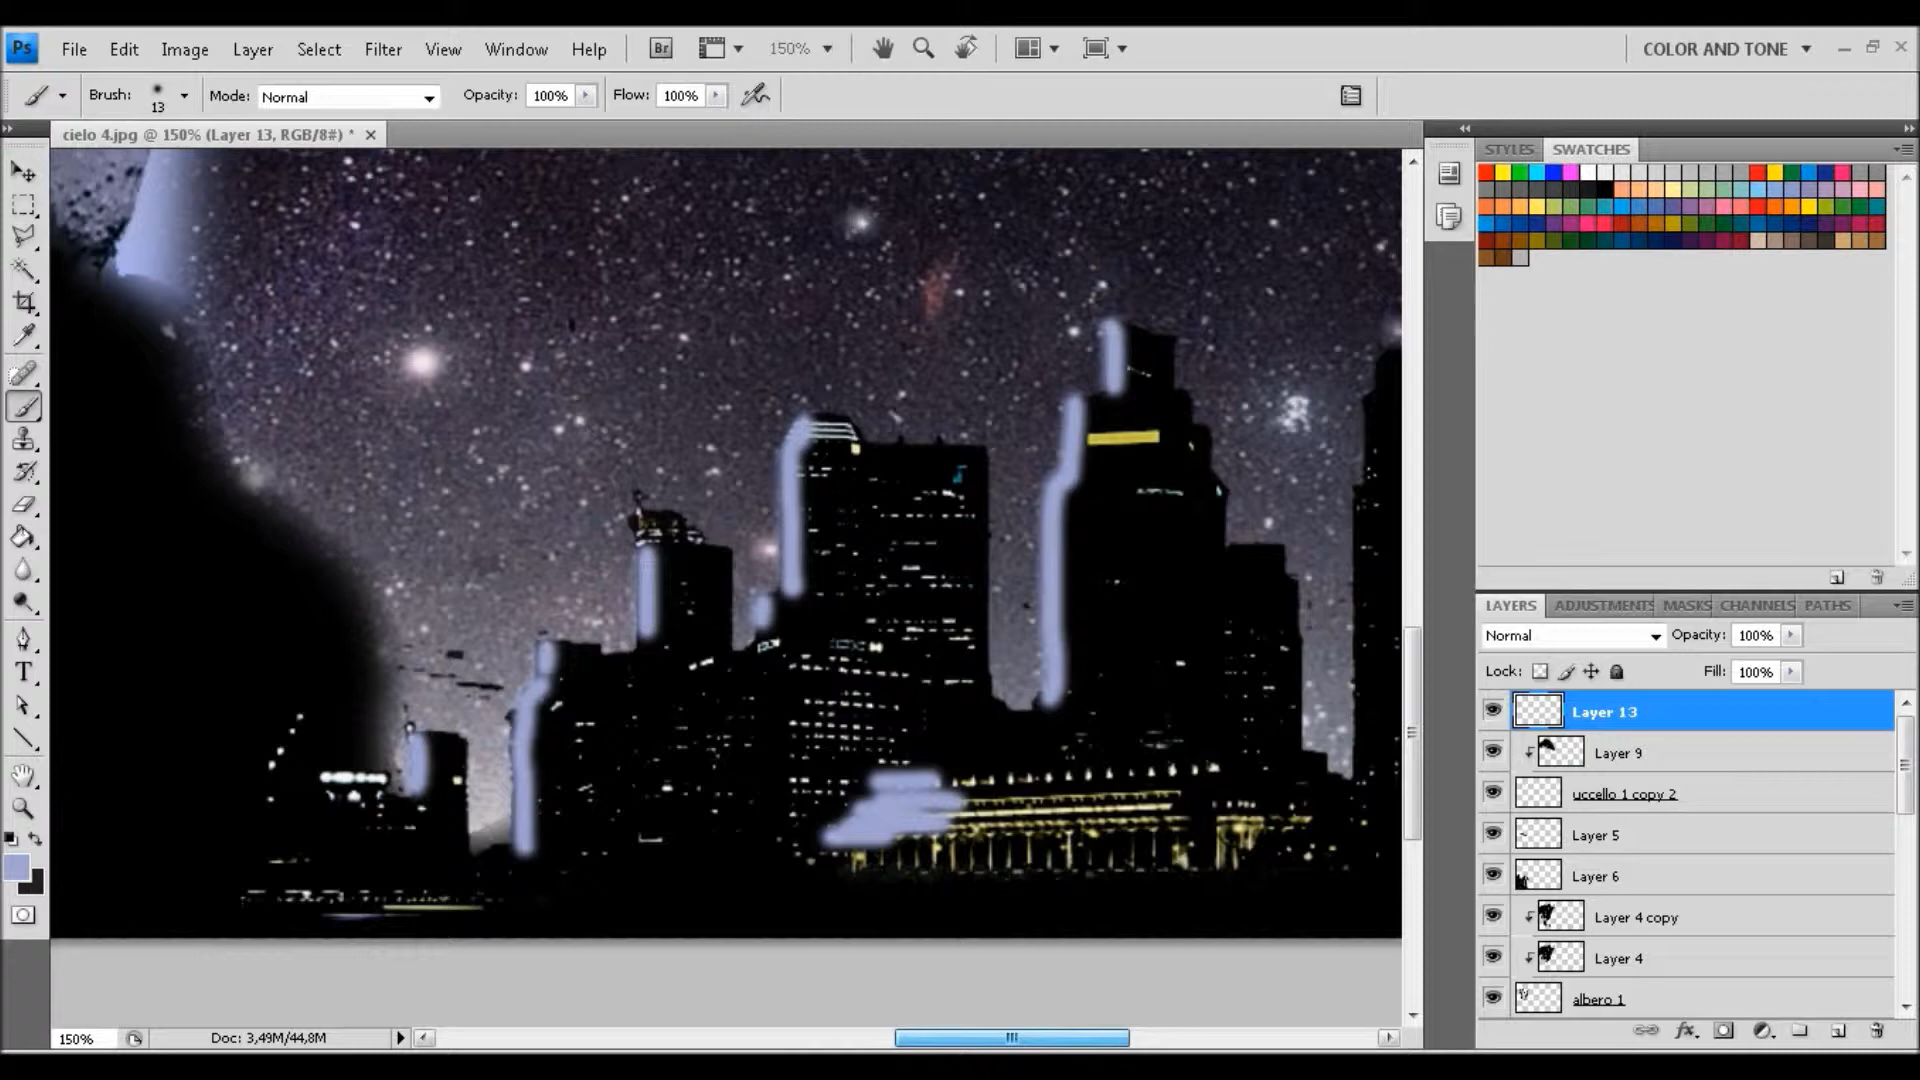 Ps File Edit Image Layer Select Filter View Window Help Br 150% COLOR AND TONE
Brush: 13 Mode: Normal Opacity: 100% Flow: 100%
cielo 4.jpg @ 150% (Layer 13, RGB/8#) *
STYLES SWATCHES
LAYERS ADJUSTMENTS MASKS CHANNELS PATHS
Normal Opacity: 100%
Lock: Fill: 100%
Layer 13
Layer 9
uccello 1 copy 2
Layer 5
Layer 6
Layer 4 copy
Layer 4
albero 1
150% Doc: 3,49M/44,8M